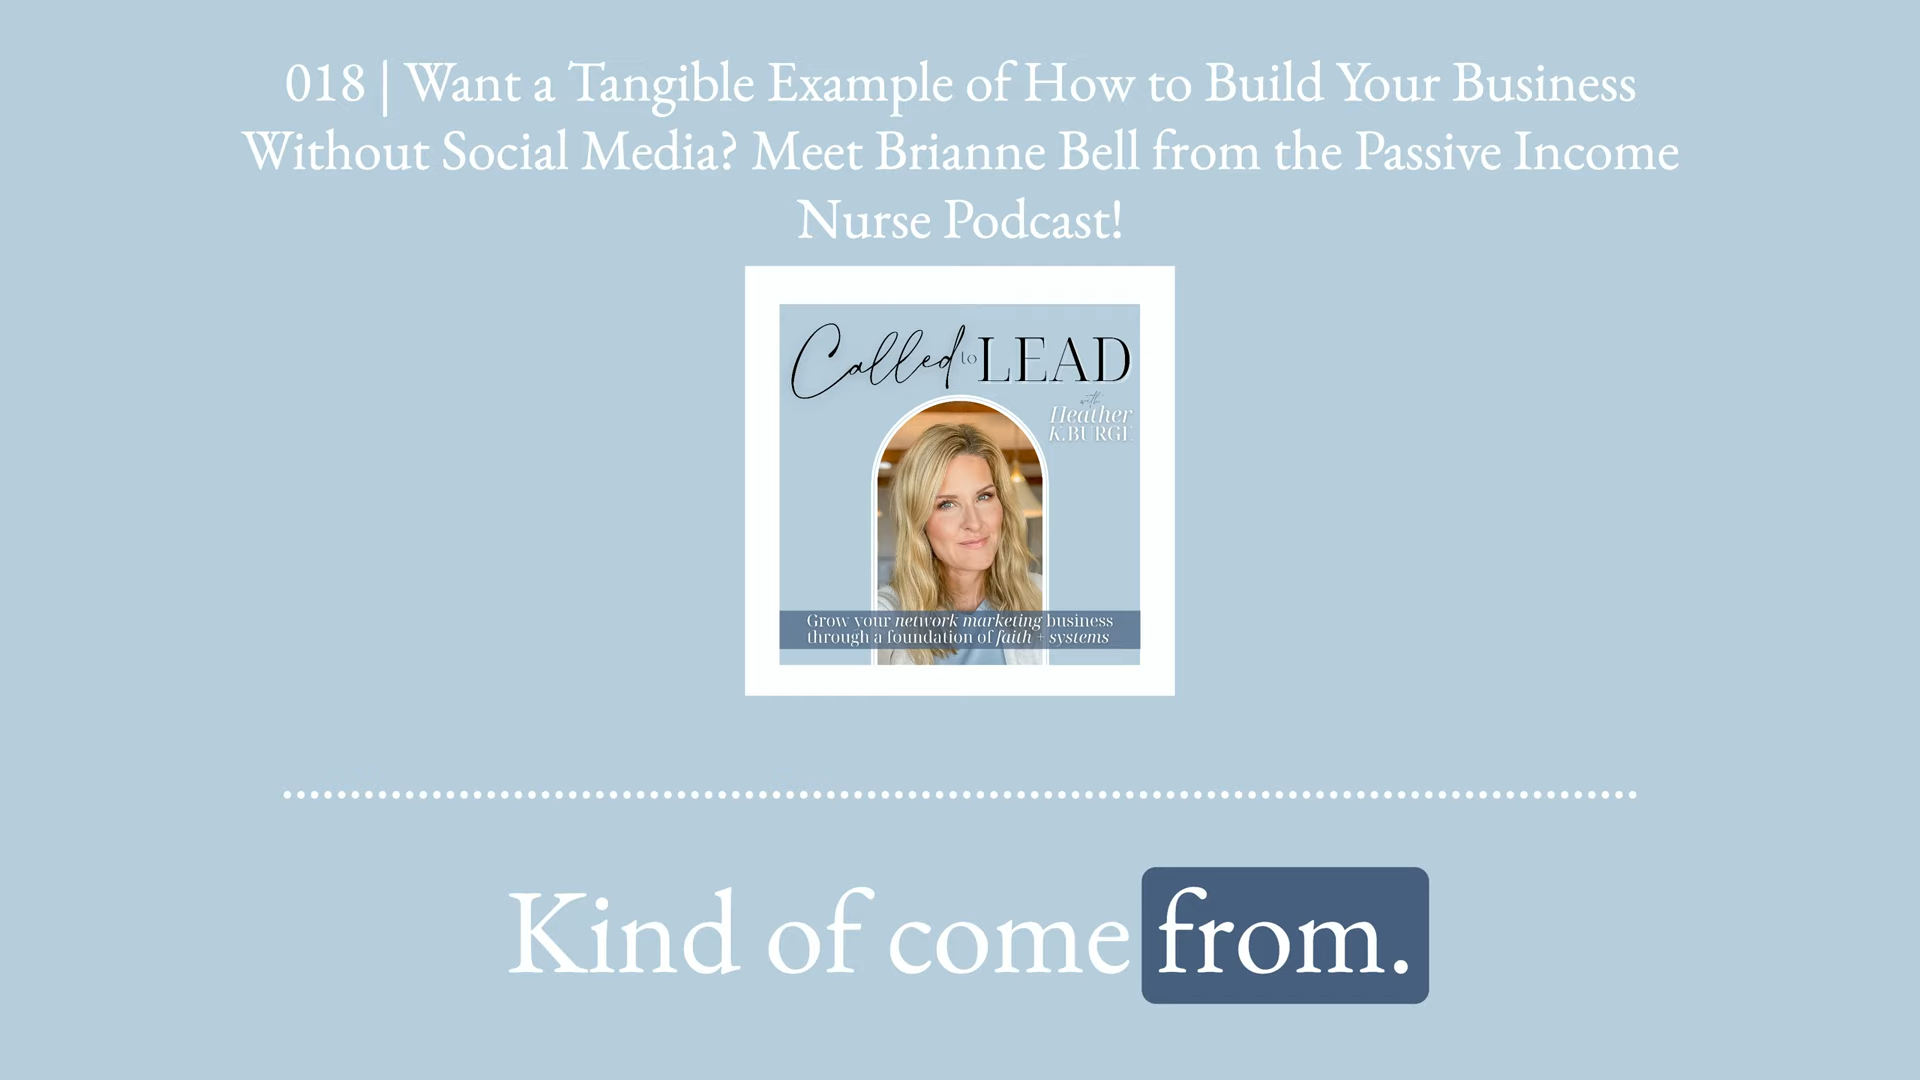 018 | Want a Tangible Example of How to Build Your Business
Without Social Media? Meet Brianne Bell from the Passive Income
Nurse Podcast!
Called to LEAD
with
Heather
K.BURGE
Grow your network marketing business
through a foundation of faith + systems
Kind of come from.